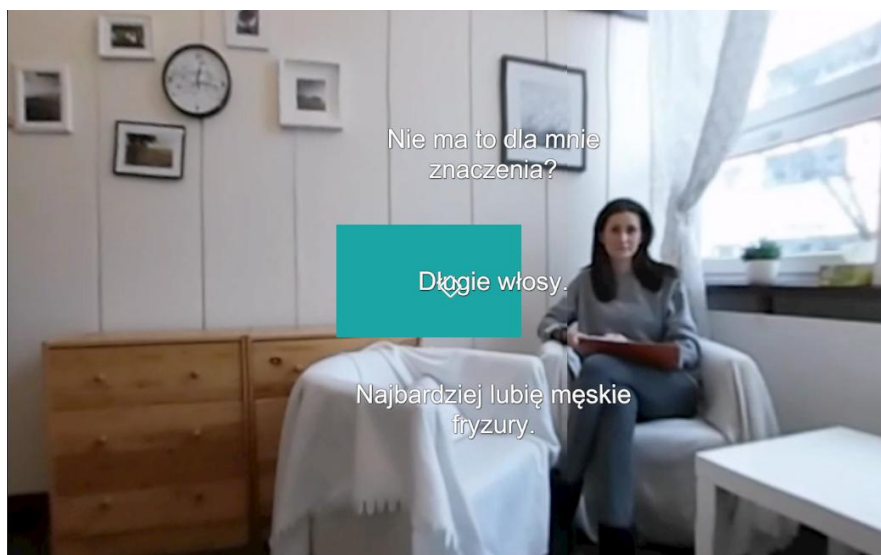 Nie ma to dla mnie
znaczenia?
Długie włosy.
Najbardziej lubię męskie
fryzury.